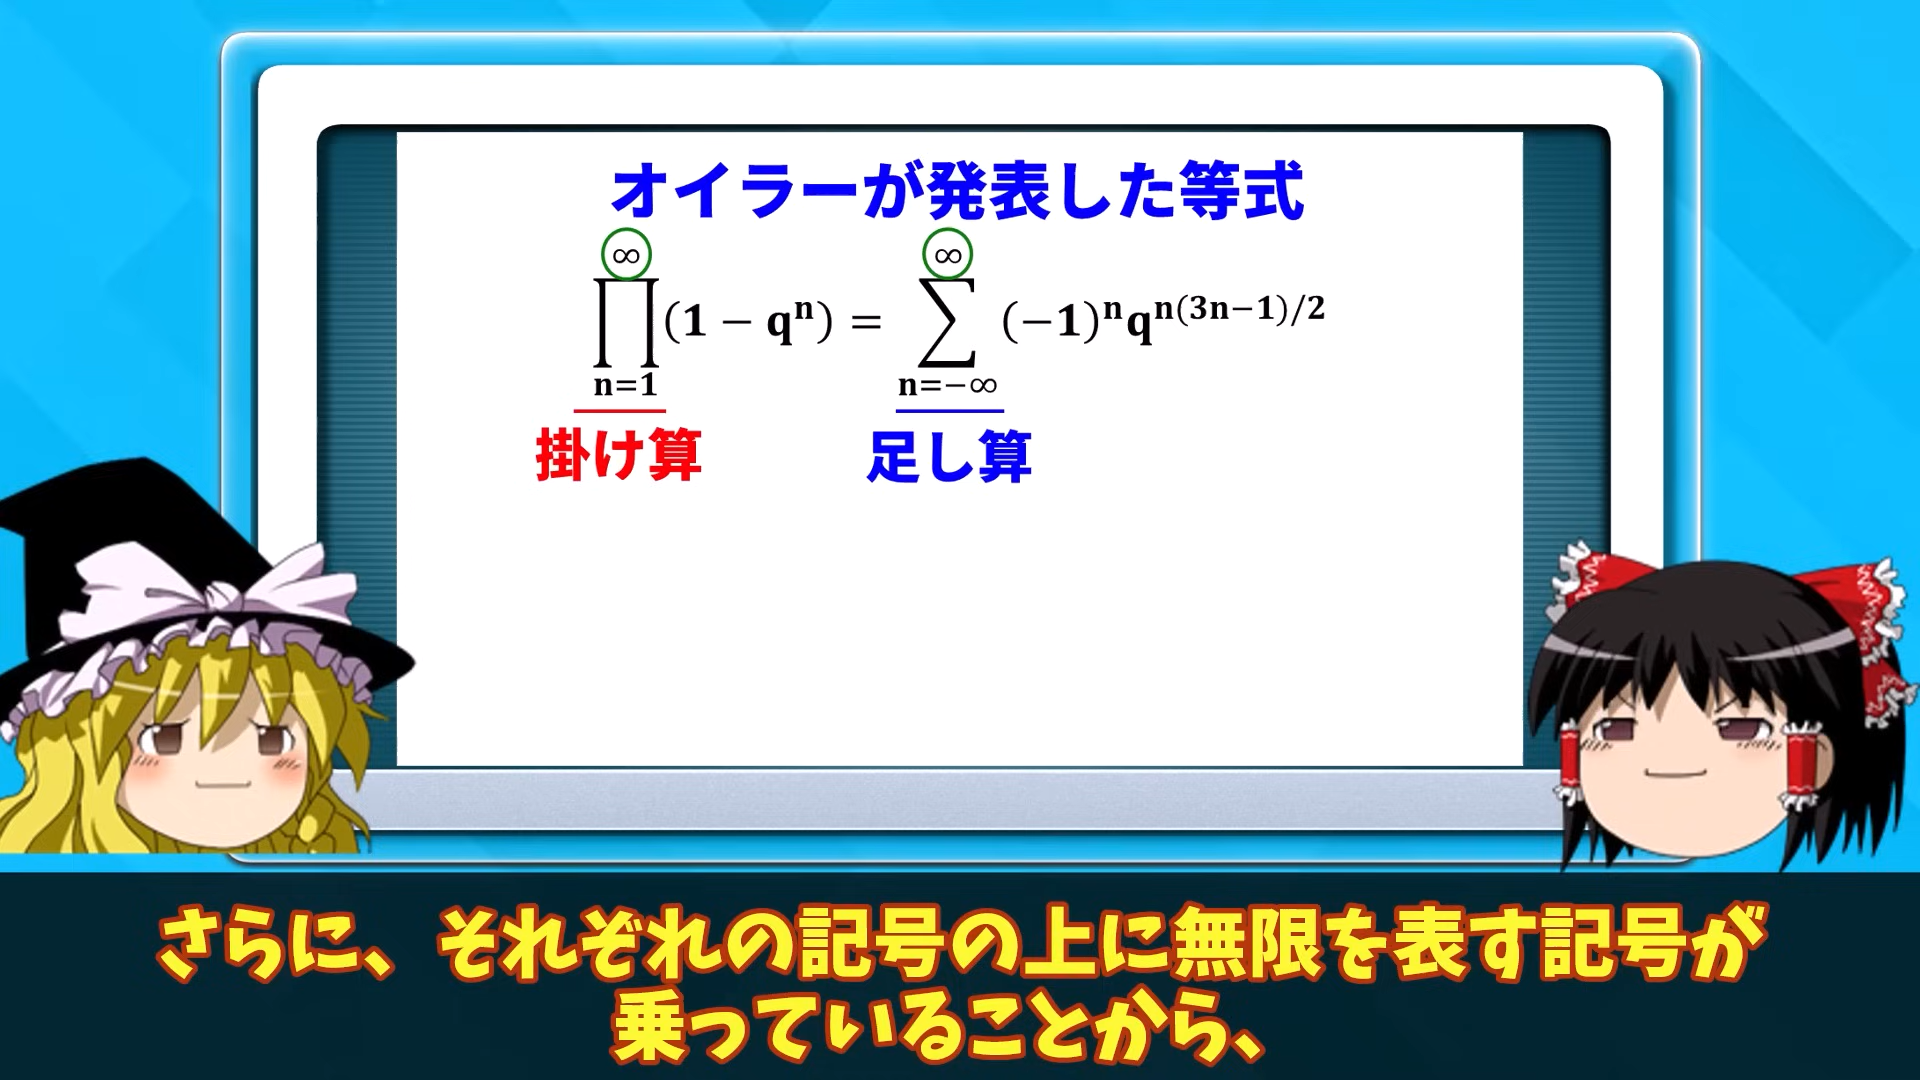 オイラーが発表した等式
∏_{n=1}^{∞}(1 − qⁿ) = ∑_{n=−∞}^{∞}(−1)ⁿq^{n(3n−1)/2}
掛け算 足し算
さらに、それぞれの記号の上に無限を表す記号が
乗っていることから、